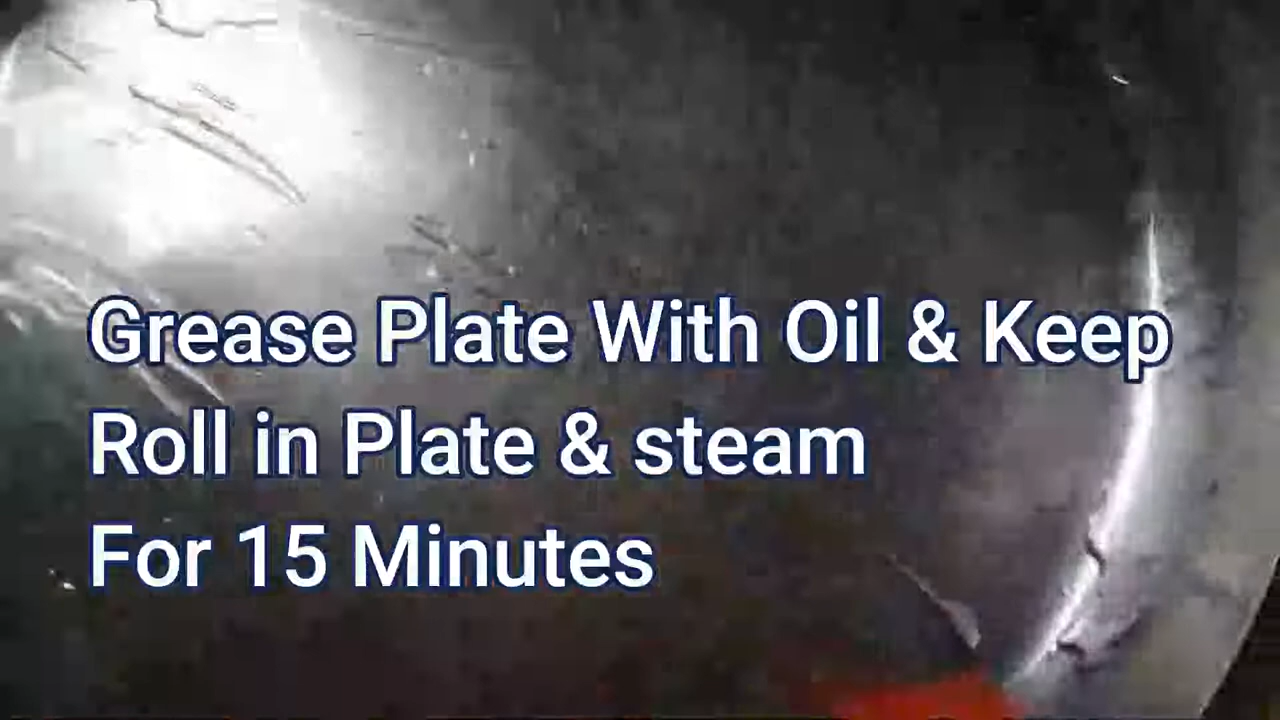 Grease Plate With Oil & Keep
Roll in Plate & steam
For 15 Minutes